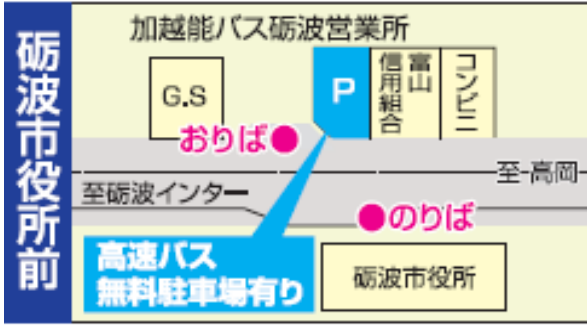 砺波市役所前
加越能バス砺波営業所
G.S
P
富山
信用組合
コンビニ
おりば
至高岡
至砺波インター
のりば
高速バス
無料駐車場有り
砺波市役所